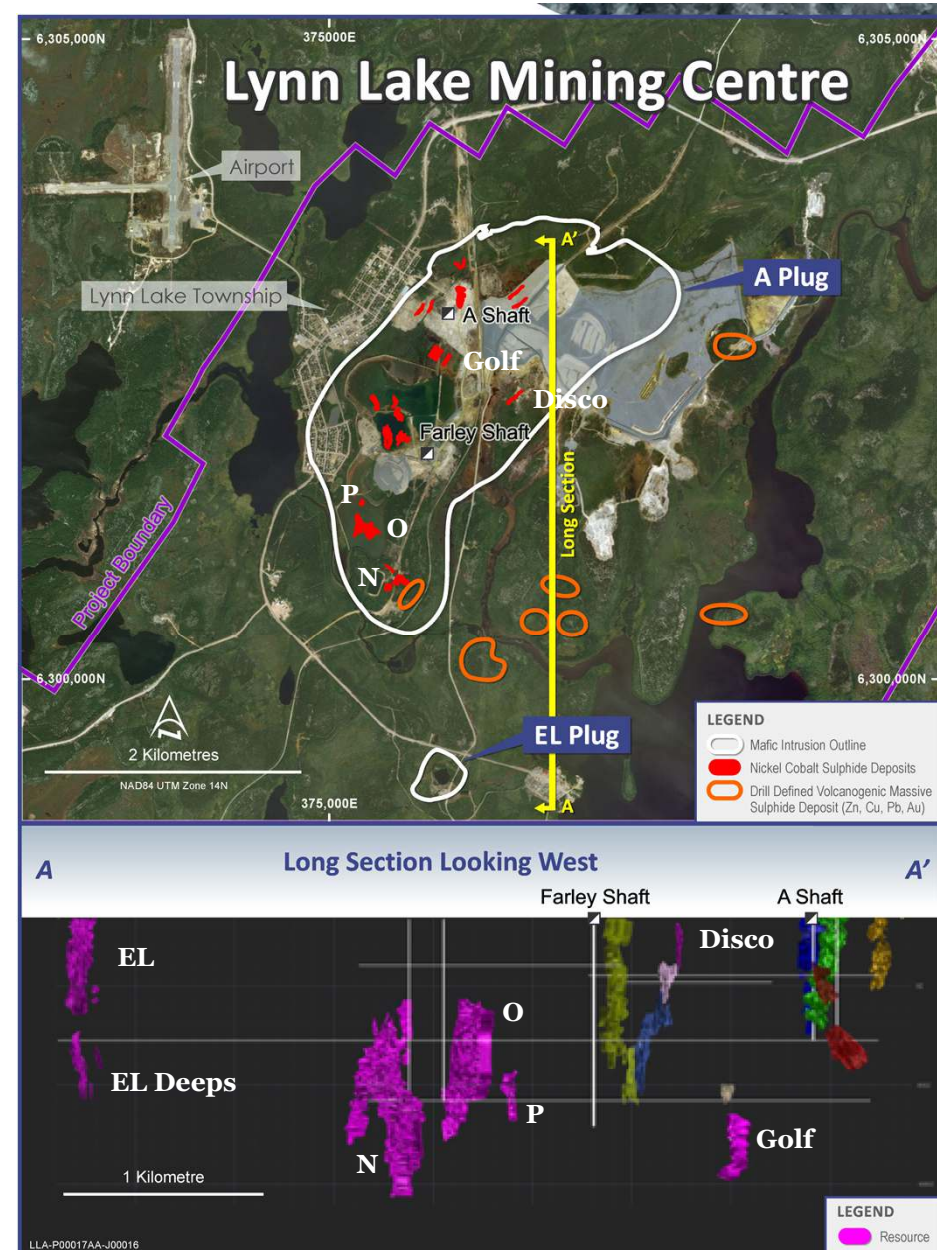 6,305,000N
375000E
6,305,000N
Lynn Lake Mining Centre
Airport
A'
A Plug
Lynn Lake Township
A Shaft
Golf
Disco
Farley Shaft
P
O
Long Section
N
Project Boundary
6,300,000N
6,300,000N
2 Kilometres
NAD84 UTM Zone 14N
EL Plug
375,000E
A
LEGEND
Mafic Intrusion Outline
Nickel Cobalt Sulphide Deposits
Drill Defined Volcanogenic Massive
Sulphide Deposit (Zn, Cu, Pb, Au)
A
Long Section Looking West
A'
Farley Shaft
A Shaft
EL
Disco
O
EL Deeps
P
N
Golf
1 Kilometre
LEGEND
Resource
LLA-P00017AA-J00016